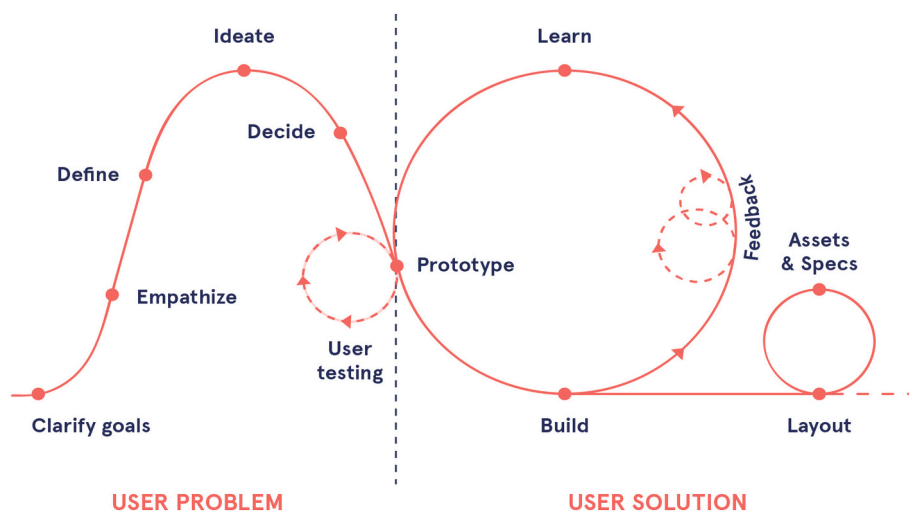 Ideate
Learn
Decide
Define
Feedback
Assets
& Specs
Prototype
Empathize
User
testing
Clarify goals
Build
Layout
USER PROBLEM
USER SOLUTION